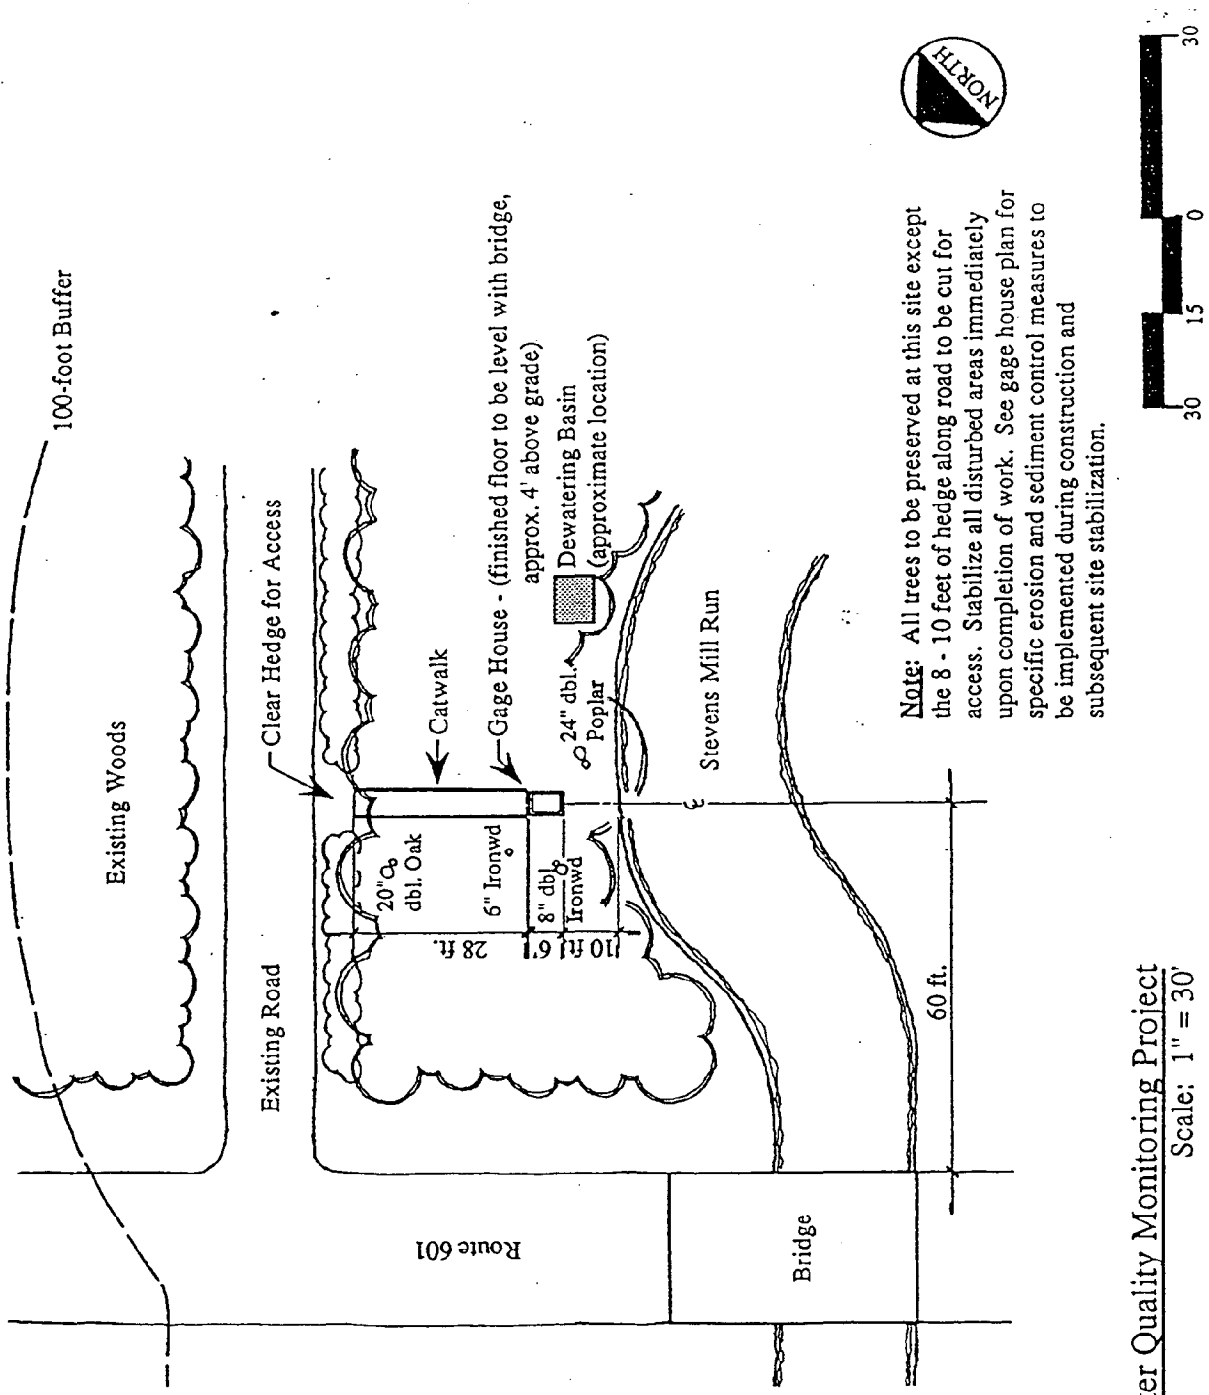 100-foot Buffer
Existing Woods
Clear Hedge for Access
Existing Road
Catwalk
Gage House - (finished floor to be level with bridge,
approx. 4' above grade)
Dewatering Basin
(approximate location)
24" dbl.
Poplar
20"
dbl. Oak
6" Ironwd
8" dbl
Ironwd
28 ft.
6'
10 ft.
Stevens Mill Run
60 ft.
Route 601
Bridge
NORTH
Note: All trees to be preserved at this site except
the 8 - 10 feet of hedge along road to be cut for
access. Stabilize all disturbed areas immediately
upon completion of work. See gage house plan for
specific erosion and sediment control measures to
be implemented during construction and
subsequent site stabilization.
30 15 0 30
er Quality Monitoring Project
Scale: 1" = 30'